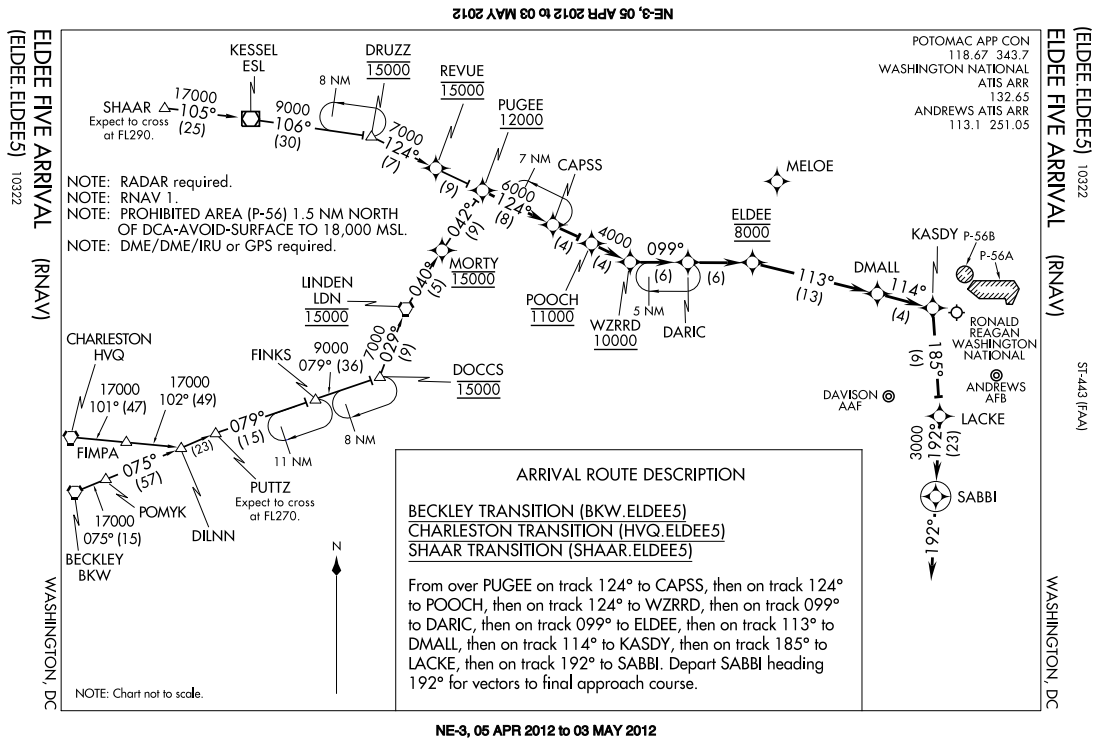 NE-3, 05 APR 2012 to 03 MAY 2012
ELDEE FIVE ARRIVAL (RNAV)
(ELDEE.ELDEE5) 10322
WASHINGTON, DC
(ELDEE.ELDEE5) 10322
ELDEE FIVE ARRIVAL (RNAV)
ST-443 (FAA)
WASHINGTON, DC
POTOMAC APP CON
118.67 343.7
WASHINGTON NATIONAL
ATIS ARR
132.65
ANDREWS ATIS ARR
113.1 251.05
KESSEL
ESL
DRUZZ
15000
REVUE
15000
PUGEE
12000
CAPSS
MELOE
ELDEE
8000
KASDY
P-56B
P-56A
DMALL
SHAAR
Expect to cross
at FL290.
17000
105°
(25)
9000
106°
(30)
8 NM
7000
124°
(7)
(9)
7 NM
6000
124°
(8)
(4)
4000
(4)
099°
(6)
(6)
5 NM
113°
(13)
114°
(4)
NOTE: RADAR required.
NOTE: RNAV 1.
NOTE: PROHIBITED AREA (P-56) 1.5 NM NORTH
OF DCA-AVOID-SURFACE TO 18,000 MSL.
NOTE: DME/DME/IRU or GPS required.
042°
(9)
MORTY
15000
040°
(5)
LINDEN
LDN
15000
POOCH
11000
WZRRD
10000
DARIC
RONALD
REAGAN
WASHINGTON
NATIONAL
ANDREWS
AFB
DAVISON
AAF
185°
(9)
LACKE
3000
192°
(23)
SABBI
192°
CHARLESTON
HVQ
FINKS
9000
079° (36)
7000
029°
(9)
DOCCS
15000
8 NM
17000
101° (47)
17000
102° (49)
FIMPA
079°
(15)
(23)
11 NM
075°
(57)
PUTTZ
Expect to cross
at FL270.
POMYK
DILNN
17000
075° (15)
BECKLEY
BKW
N
NOTE: Chart not to scale.
ARRIVAL ROUTE DESCRIPTION
BECKLEY TRANSITION (BKW.ELDEE5)
CHARLESTON TRANSITION (HVQ.ELDEE5)
SHAAR TRANSITION (SHAAR.ELDEE5)
From over PUGEE on track 124° to CAPSS, then on track 124°
to POOCH, then on track 124° to WZRRD, then on track 099°
to DARIC, then on track 099° to ELDEE, then on track 113° to
DMALL, then on track 114° to KASDY, then on track 185° to
LACKE, then on track 192° to SABBI. Depart SABBI heading
192° for vectors to final approach course.
NE-3, 05 APR 2012 to 03 MAY 2012